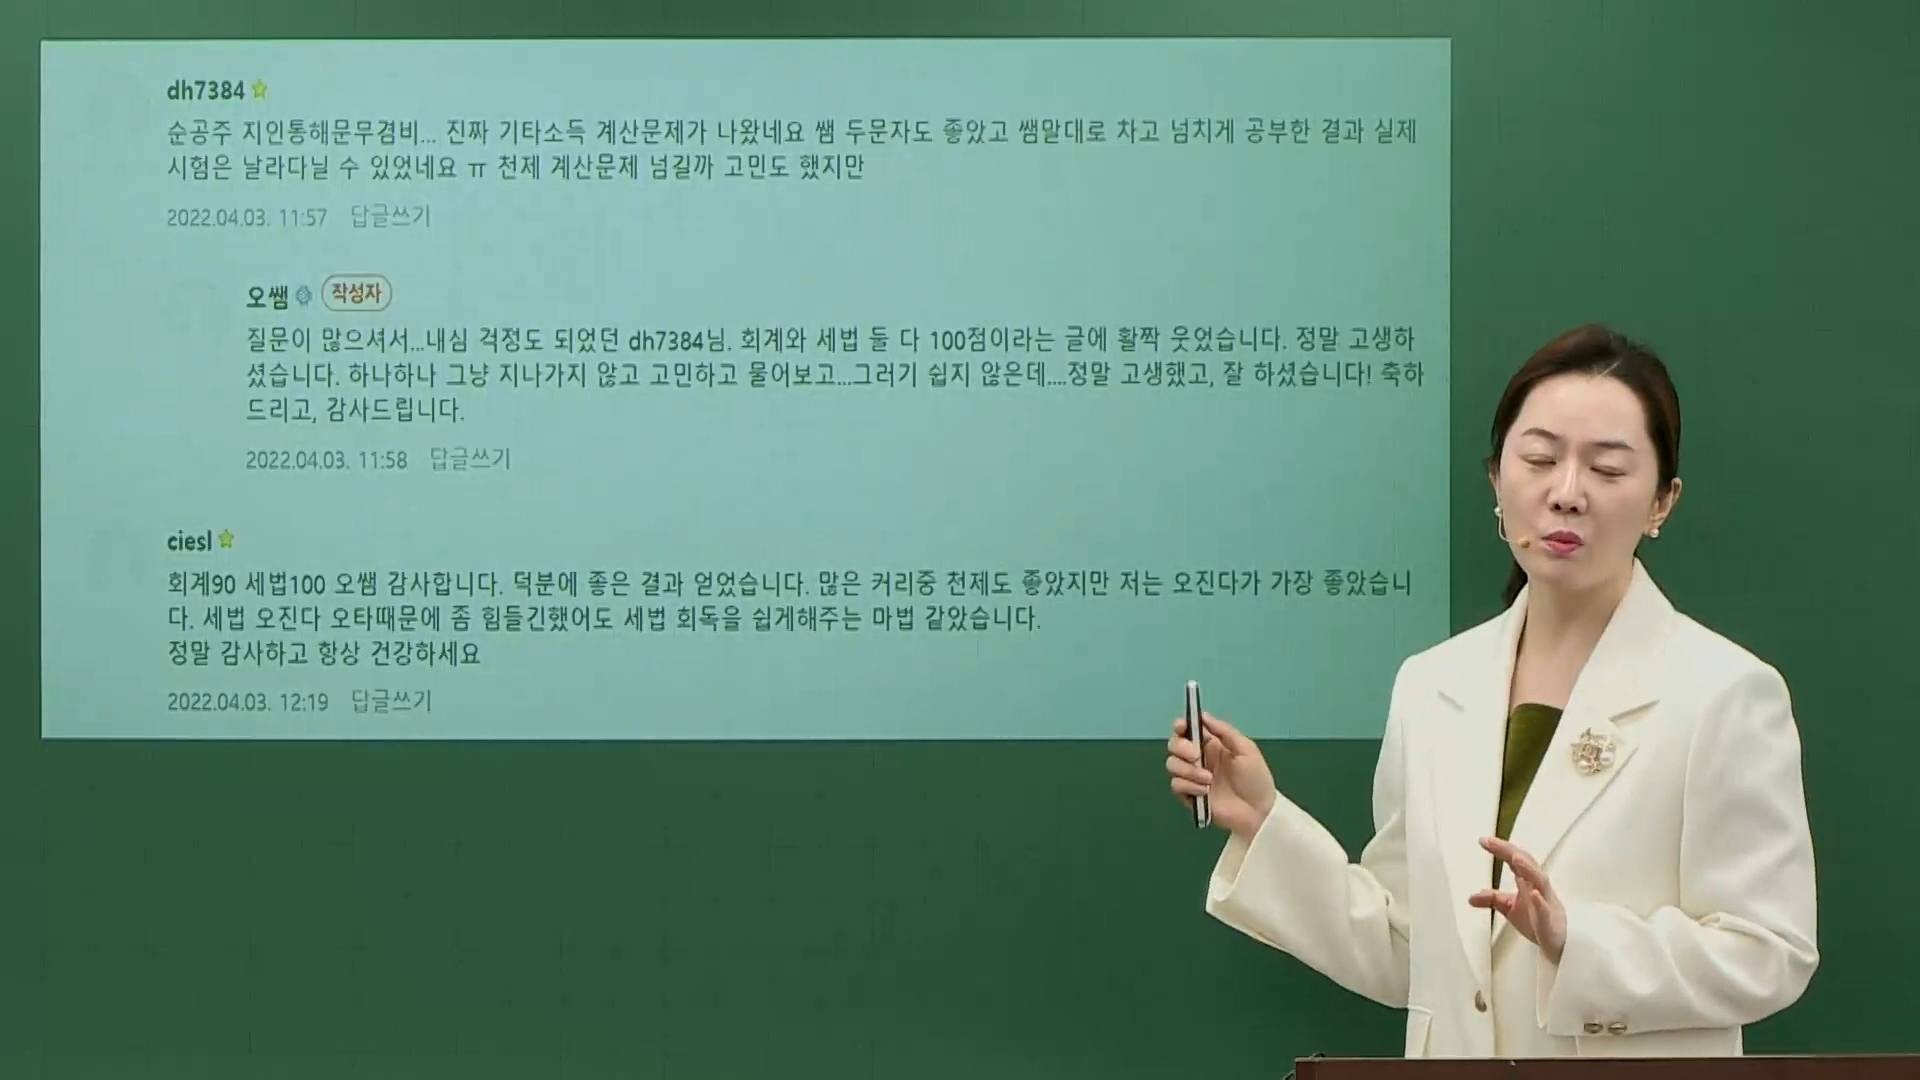 dh7384
순공주 지인통해문무겸비... 진짜 기타소득 계산문제가 나왔네요 쌤 두문자도 좋았고 쌤말대로 차고 넘치게 공부한 결과 실제
시험은 날라다닐 수 있었네요 ㅠ 천제 계산문제 넘길까 고민도 했지만
2022.04.03. 11:57 답글쓰기
오쌤 작성자
질문이 많으셔서...내심 걱정도 되었던 dh7384님. 회계와 세법 둘 다 100점이라는 글에 활짝 웃었습니다. 정말 고생하
셨습니다. 하나하나 그냥 지나가지 않고 고민하고 물어보고...그러기 쉽지 않은데....정말 고생했고, 잘 하셨습니다! 축하
드리고, 감사드립니다.
2022.04.03. 11:58 답글쓰기
ciesl
회계90 세법100 오쌤 감사합니다. 덕분에 좋은 결과 얻었습니다. 많은 커리중 천제도 좋았지만 저는 오진다가 가장 좋았습니
다. 세법 오진다 오타때문에 좀 힘들긴했어도 세법 회독을 쉽게해주는 마법 같았습니다.
정말 감사하고 항상 건강하세요
2022.04.03. 12:19 답글쓰기